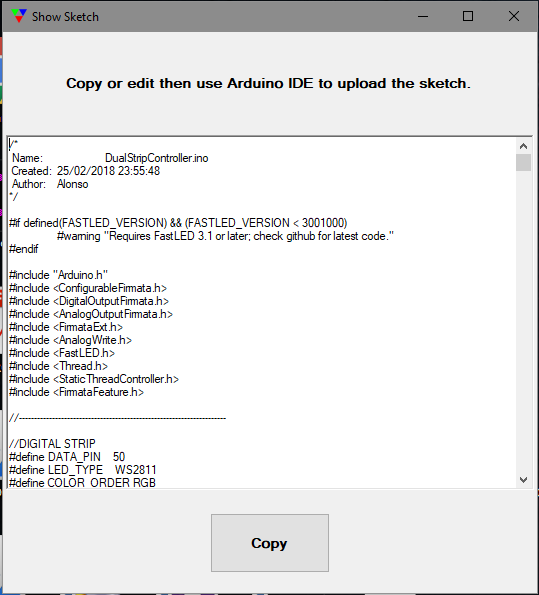 Show Sketch
Copy or edit then use Arduino IDE to upload the sketch.
/*
Name: DualStripController.ino
Created: 25/02/2018 23:55:48
Author: Alonso
*/
#if defined(FASTLED_VERSION) && (FASTLED_VERSION < 3001000)
#warning "Requires FastLED 3.1 or later; check github for latest code."
#endif
#include "Arduino.h"
#include <ConfigurableFirmata.h>
#include <DigitalOutputFirmata.h>
#include <AnalogOutputFirmata.h>
#include <FirmataExt.h>
#include <AnalogWrite.h>
#include <FastLED.h>
#include <Thread.h>
#include <StaticThreadController.h>
#include <FirmataFeature.h>
//---------------------------------------------------------------------
//DIGITAL STRIP
#define DATA_PIN 50
#define LED_TYPE WS2811
#define COLOR_ORDER RGB
Copy